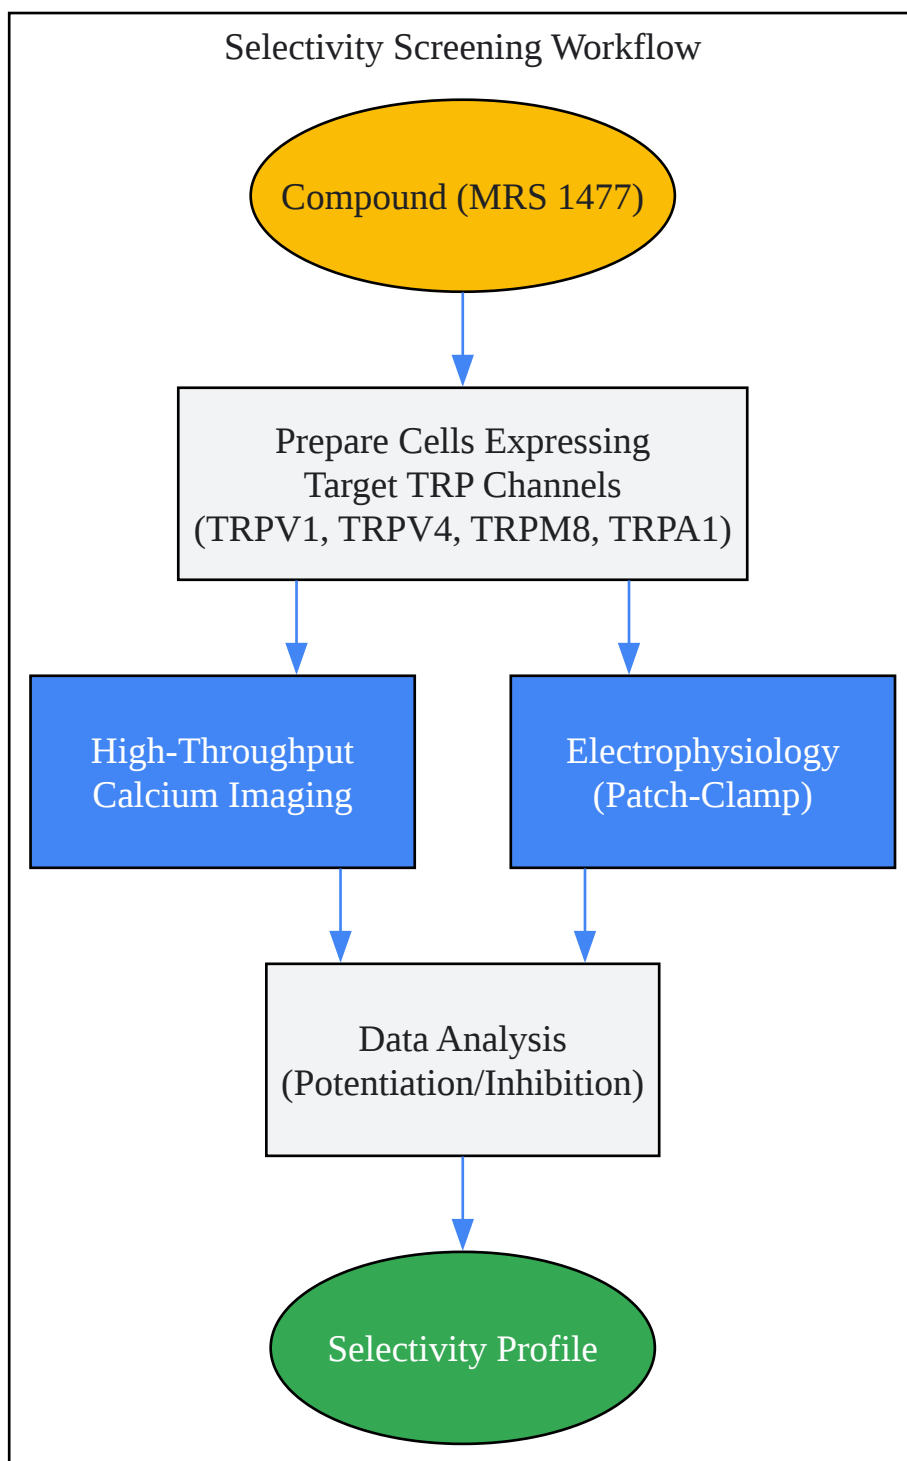 Selectivity Screening Workflow
Compound (MRS 1477)
Prepare Cells Expressing
Target TRP Channels
(TRPV1, TRPV4, TRPM8, TRPA1)
High-Throughput
Calcium Imaging
Electrophysiology
(Patch-Clamp)
Data Analysis
(Potentiation/Inhibition)
Selectivity Profile